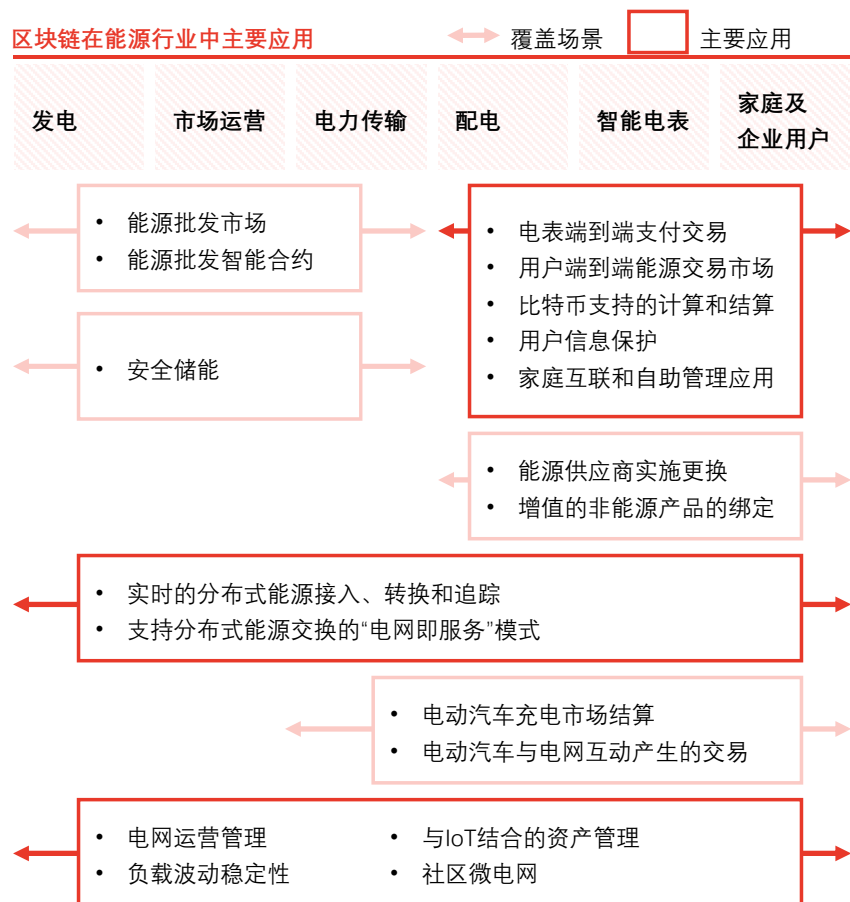 区块链在能源行业中主要应用
覆盖场景
主要应用
发电
市场运营
电力传输
配电
智能电表
家庭及
企业用户
• 能源批发市场
• 能源批发智能合约
• 电表端到端支付交易
• 用户端到端能源交易市场
• 比特币支持的计算和结算
• 用户信息保护
• 家庭互联和自助管理应用
• 安全储能
• 能源供应商实施更换
• 增值的非能源产品的绑定
• 实时的分布式能源接入、转换和追踪
• 支持分布式能源交换的“电网即服务”模式
• 电动汽车充电市场结算
• 电动汽车与电网互动产生的交易
• 电网运营管理
• 负载波动稳定性
• 与IoT结合的资产管理
• 社区微电网